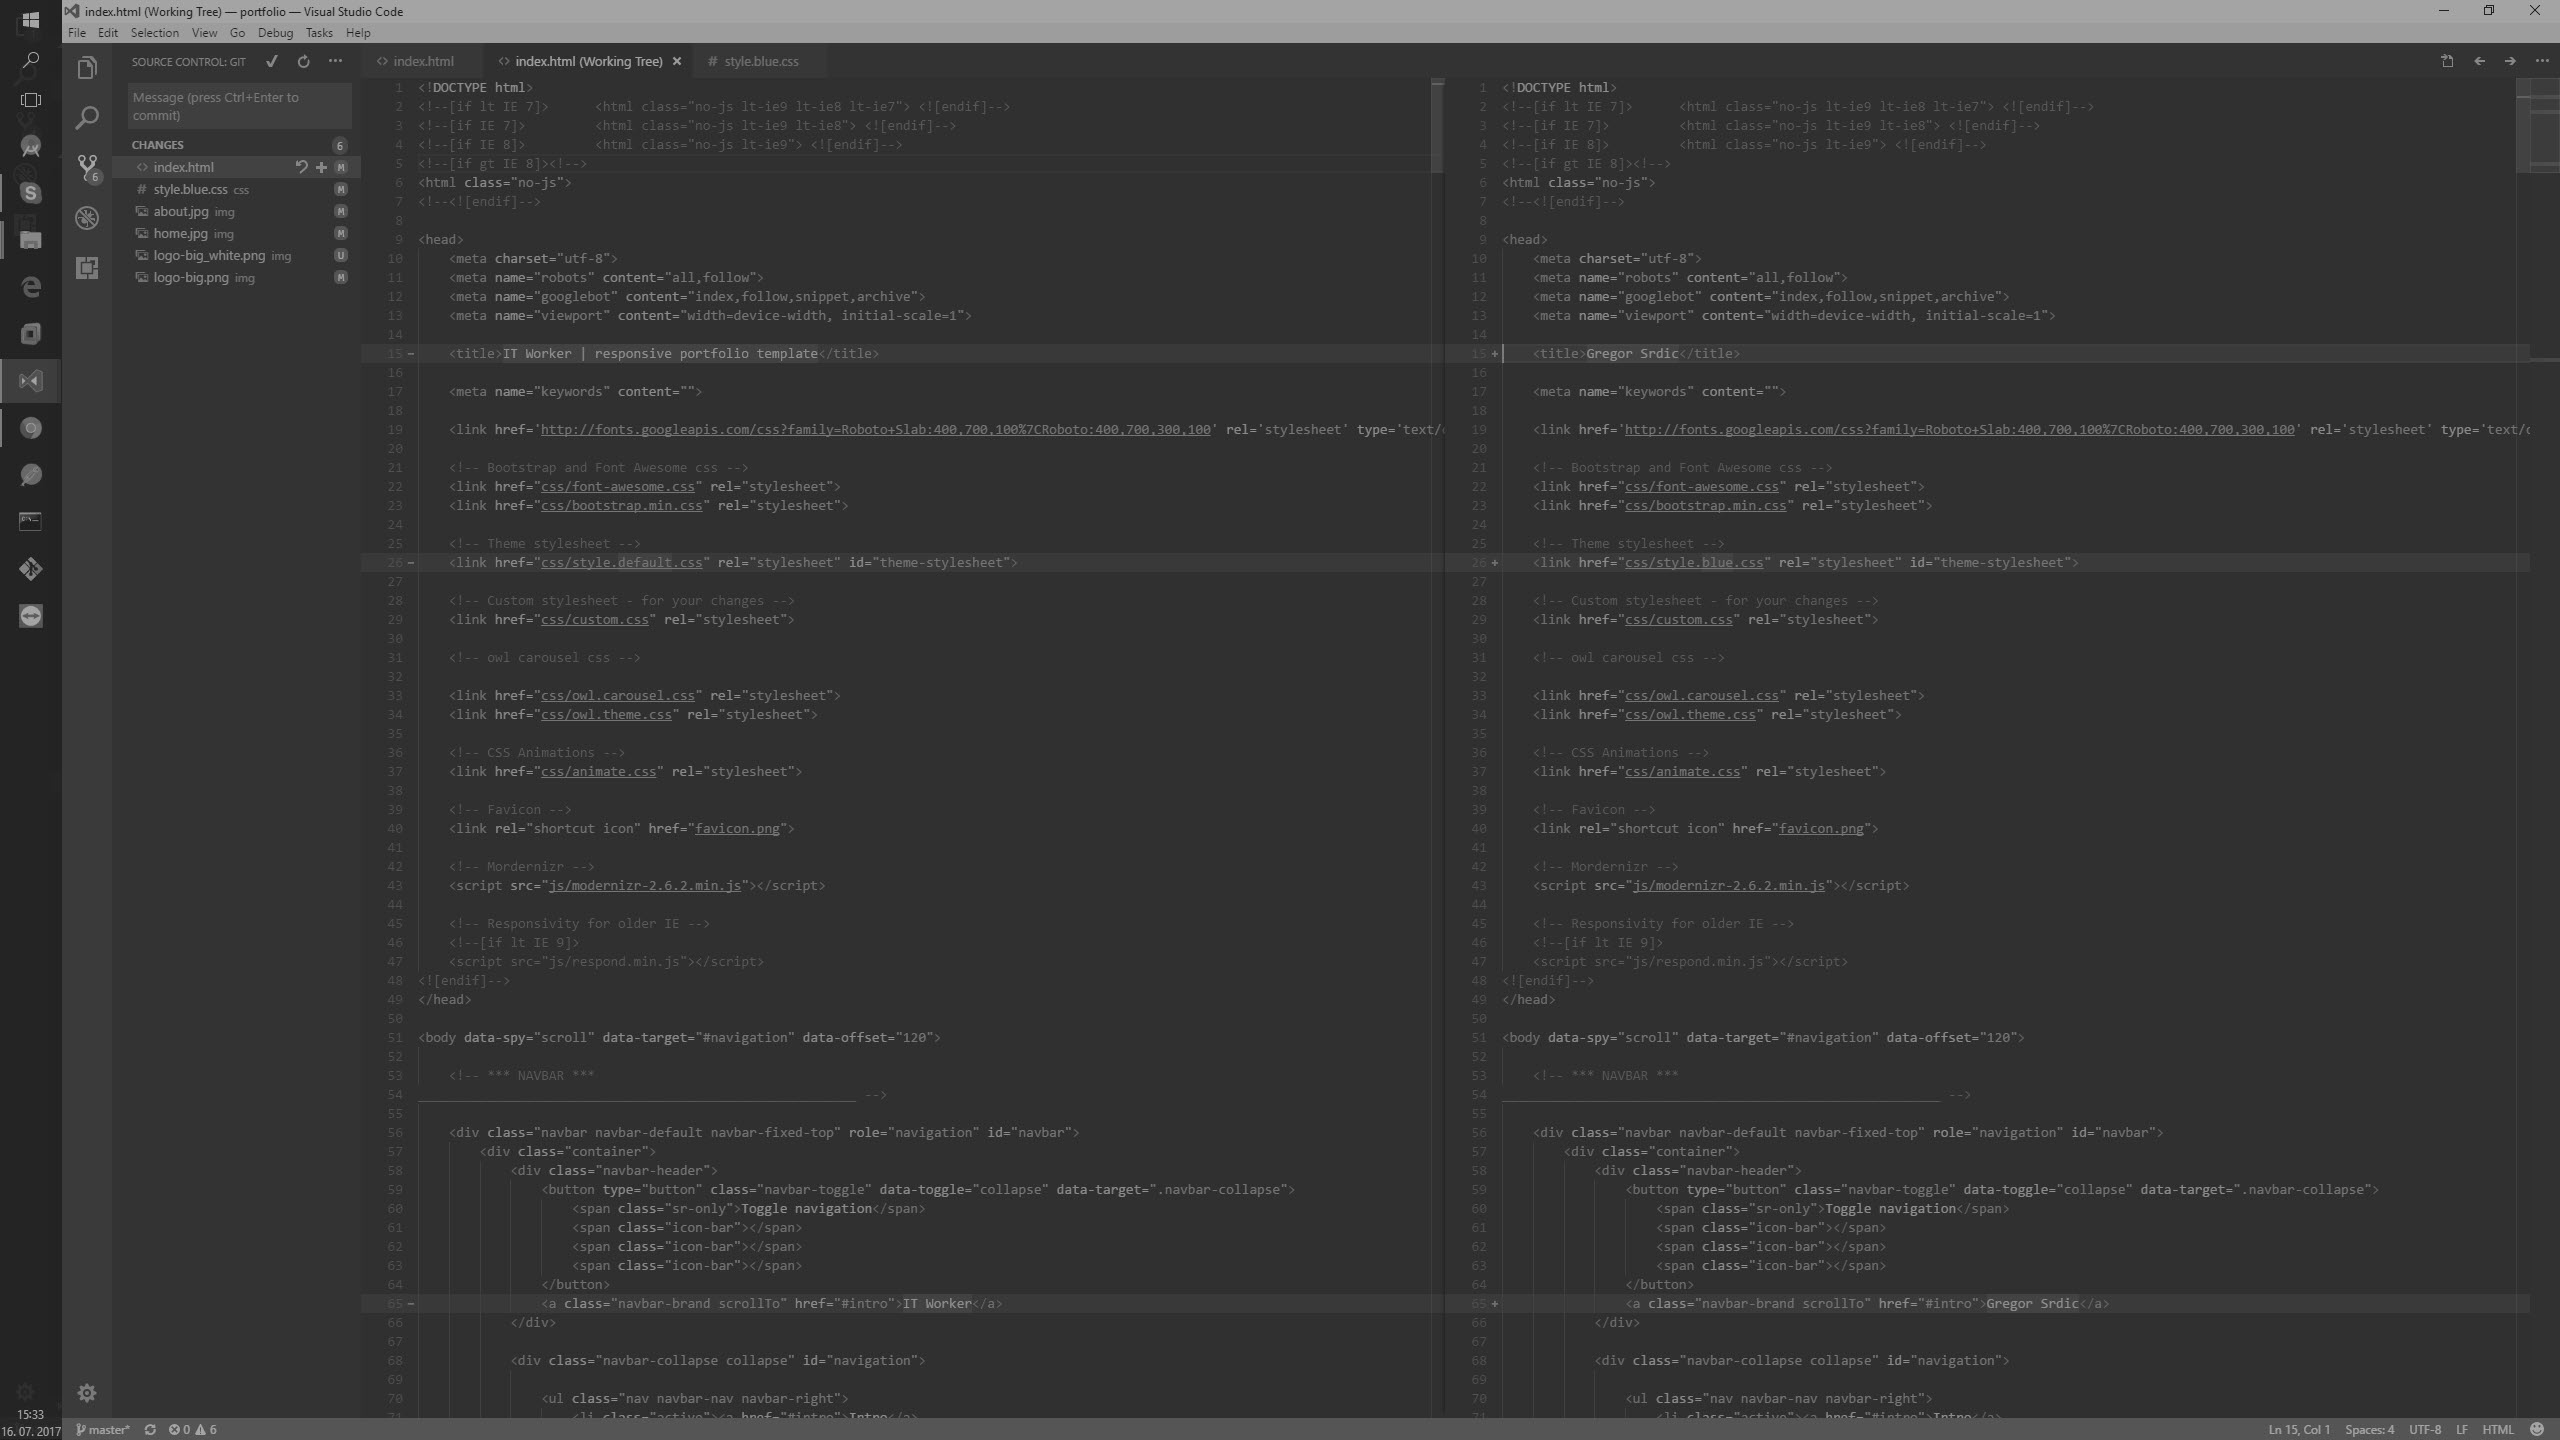 index.html (Working Tree) — portfolio — Visual Studio Code
File Edit Selection View Go Debug Tasks Help
SOURCE CONTROL: GIT
Message (press Ctrl+Enter to
commit)
CHANGES 6
index.html M
style.blue.css css M
about.jpg img M
home.jpg img M
logo-big_white.png img U
logo-big.png img M
6
15:33
16. 07. 2017
index.html index.html (Working Tree) style.blue.css
1 <!DOCTYPE html>
2 <!--[if lt IE 7]>      <html class="no-js lt-ie9 lt-ie8 lt-ie7"> <![endif]-->
3 <!--[if IE 7]>         <html class="no-js lt-ie9 lt-ie8"> <![endif]-->
4 <!--[if IE 8]>         <html class="no-js lt-ie9"> <![endif]-->
5 <!--[if gt IE 8]><!-->
6 <html class="no-js">
7 <!--<![endif]-->
8
9 <head>
10     <meta charset="utf-8">
11     <meta name="robots" content="all,follow">
12     <meta name="googlebot" content="index,follow,snippet,archive">
13     <meta name="viewport" content="width=device-width, initial-scale=1">
14
15 −     <title>IT Worker | responsive portfolio template</title>
16
17     <meta name="keywords" content="">
18
19     <link href='http://fonts.googleapis.com/css?family=Roboto+Slab:400,700,100%7CRoboto:400,700,300,100' rel='stylesheet' type='text/c
20
21     <!-- Bootstrap and Font Awesome css -->
22     <link href="css/font-awesome.css" rel="stylesheet">
23     <link href="css/bootstrap.min.css" rel="stylesheet">
24
25     <!-- Theme stylesheet -->
26 −     <link href="css/style.default.css" rel="stylesheet" id="theme-stylesheet">
27
28     <!-- Custom stylesheet - for your changes -->
29     <link href="css/custom.css" rel="stylesheet">
30
31     <!-- owl carousel css -->
32
33     <link href="css/owl.carousel.css" rel="stylesheet">
34     <link href="css/owl.theme.css" rel="stylesheet">
35
36     <!-- CSS Animations -->
37     <link href="css/animate.css" rel="stylesheet">
38
39     <!-- Favicon -->
40     <link rel="shortcut icon" href="favicon.png">
41
42     <!-- Mordernizr -->
43     <script src="js/modernizr-2.6.2.min.js"></script>
44
45     <!-- Responsivity for older IE -->
46     <!--[if lt IE 9]>
47     <script src="js/respond.min.js"></script>
48 <![endif]-->
49 </head>
50
51 <body data-spy="scroll" data-target="#navigation" data-offset="120">
52
53     <!-- *** NAVBAR ***
54 _________________________________________________________ -->
55
56     <div class="navbar navbar-default navbar-fixed-top" role="navigation" id="navbar">
57         <div class="container">
58             <div class="navbar-header">
59                 <button type="button" class="navbar-toggle" data-toggle="collapse" data-target=".navbar-collapse">
60                     <span class="sr-only">Toggle navigation</span>
61                     <span class="icon-bar"></span>
62                     <span class="icon-bar"></span>
63                     <span class="icon-bar"></span>
64                 </button>
65 −                 <a class="navbar-brand scrollTo" href="#intro">IT Worker</a>
66             </div>
67
68             <div class="navbar-collapse collapse" id="navigation">
69
70                 <ul class="nav navbar-nav navbar-right">
71                     <li class="active"><a href="#intro">Intro</a>
1 <!DOCTYPE html>
2 <!--[if lt IE 7]>      <html class="no-js lt-ie9 lt-ie8 lt-ie7"> <![endif]-->
3 <!--[if IE 7]>         <html class="no-js lt-ie9 lt-ie8"> <![endif]-->
4 <!--[if IE 8]>         <html class="no-js lt-ie9"> <![endif]-->
5 <!--[if gt IE 8]><!-->
6 <html class="no-js">
7 <!--<![endif]-->
8
9 <head>
10     <meta charset="utf-8">
11     <meta name="robots" content="all,follow">
12     <meta name="googlebot" content="index,follow,snippet,archive">
13     <meta name="viewport" content="width=device-width, initial-scale=1">
14
15 +     <title>Gregor Srdic</title>
16
17     <meta name="keywords" content="">
18
19     <link href='http://fonts.googleapis.com/css?family=Roboto+Slab:400,700,100%7CRoboto:400,700,300,100' rel='stylesheet' type='text/c
20
21     <!-- Bootstrap and Font Awesome css -->
22     <link href="css/font-awesome.css" rel="stylesheet">
23     <link href="css/bootstrap.min.css" rel="stylesheet">
24
25     <!-- Theme stylesheet -->
26 +     <link href="css/style.blue.css" rel="stylesheet" id="theme-stylesheet">
27
28     <!-- Custom stylesheet - for your changes -->
29     <link href="css/custom.css" rel="stylesheet">
30
31     <!-- owl carousel css -->
32
33     <link href="css/owl.carousel.css" rel="stylesheet">
34     <link href="css/owl.theme.css" rel="stylesheet">
35
36     <!-- CSS Animations -->
37     <link href="css/animate.css" rel="stylesheet">
38
39     <!-- Favicon -->
40     <link rel="shortcut icon" href="favicon.png">
41
42     <!-- Mordernizr -->
43     <script src="js/modernizr-2.6.2.min.js"></script>
44
45     <!-- Responsivity for older IE -->
46     <!--[if lt IE 9]>
47     <script src="js/respond.min.js"></script>
48 <![endif]-->
49 </head>
50
51 <body data-spy="scroll" data-target="#navigation" data-offset="120">
52
53     <!-- *** NAVBAR ***
54 _________________________________________________________ -->
55
56     <div class="navbar navbar-default navbar-fixed-top" role="navigation" id="navbar">
57         <div class="container">
58             <div class="navbar-header">
59                 <button type="button" class="navbar-toggle" data-toggle="collapse" data-target=".navbar-collapse">
60                     <span class="sr-only">Toggle navigation</span>
61                     <span class="icon-bar"></span>
62                     <span class="icon-bar"></span>
63                     <span class="icon-bar"></span>
64                 </button>
65 +                 <a class="navbar-brand scrollTo" href="#intro">Gregor Srdic</a>
66             </div>
67
68             <div class="navbar-collapse collapse" id="navigation">
69
70                 <ul class="nav navbar-nav navbar-right">
71                     <li class="active"><a href="#intro">Intro</a>
master* 0 6 Ln 15, Col 1 Spaces: 4 UTF-8 LF HTML